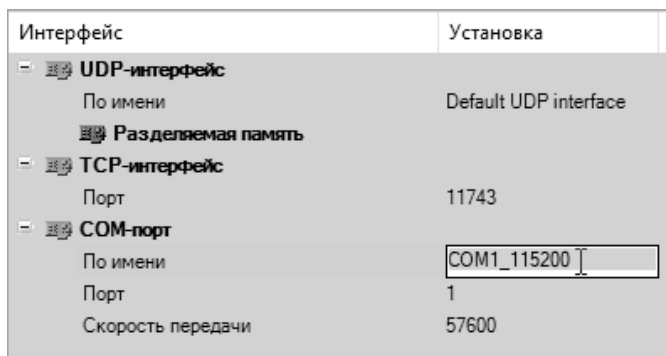 Интерфейс Установка
UDP-интерфейс
По имени Default UDP interface
Разделяемая память
TCP-интерфейс
Порт 11743
COM-порт
По имени COM1_115200
Порт 1
Скорость передачи 57600